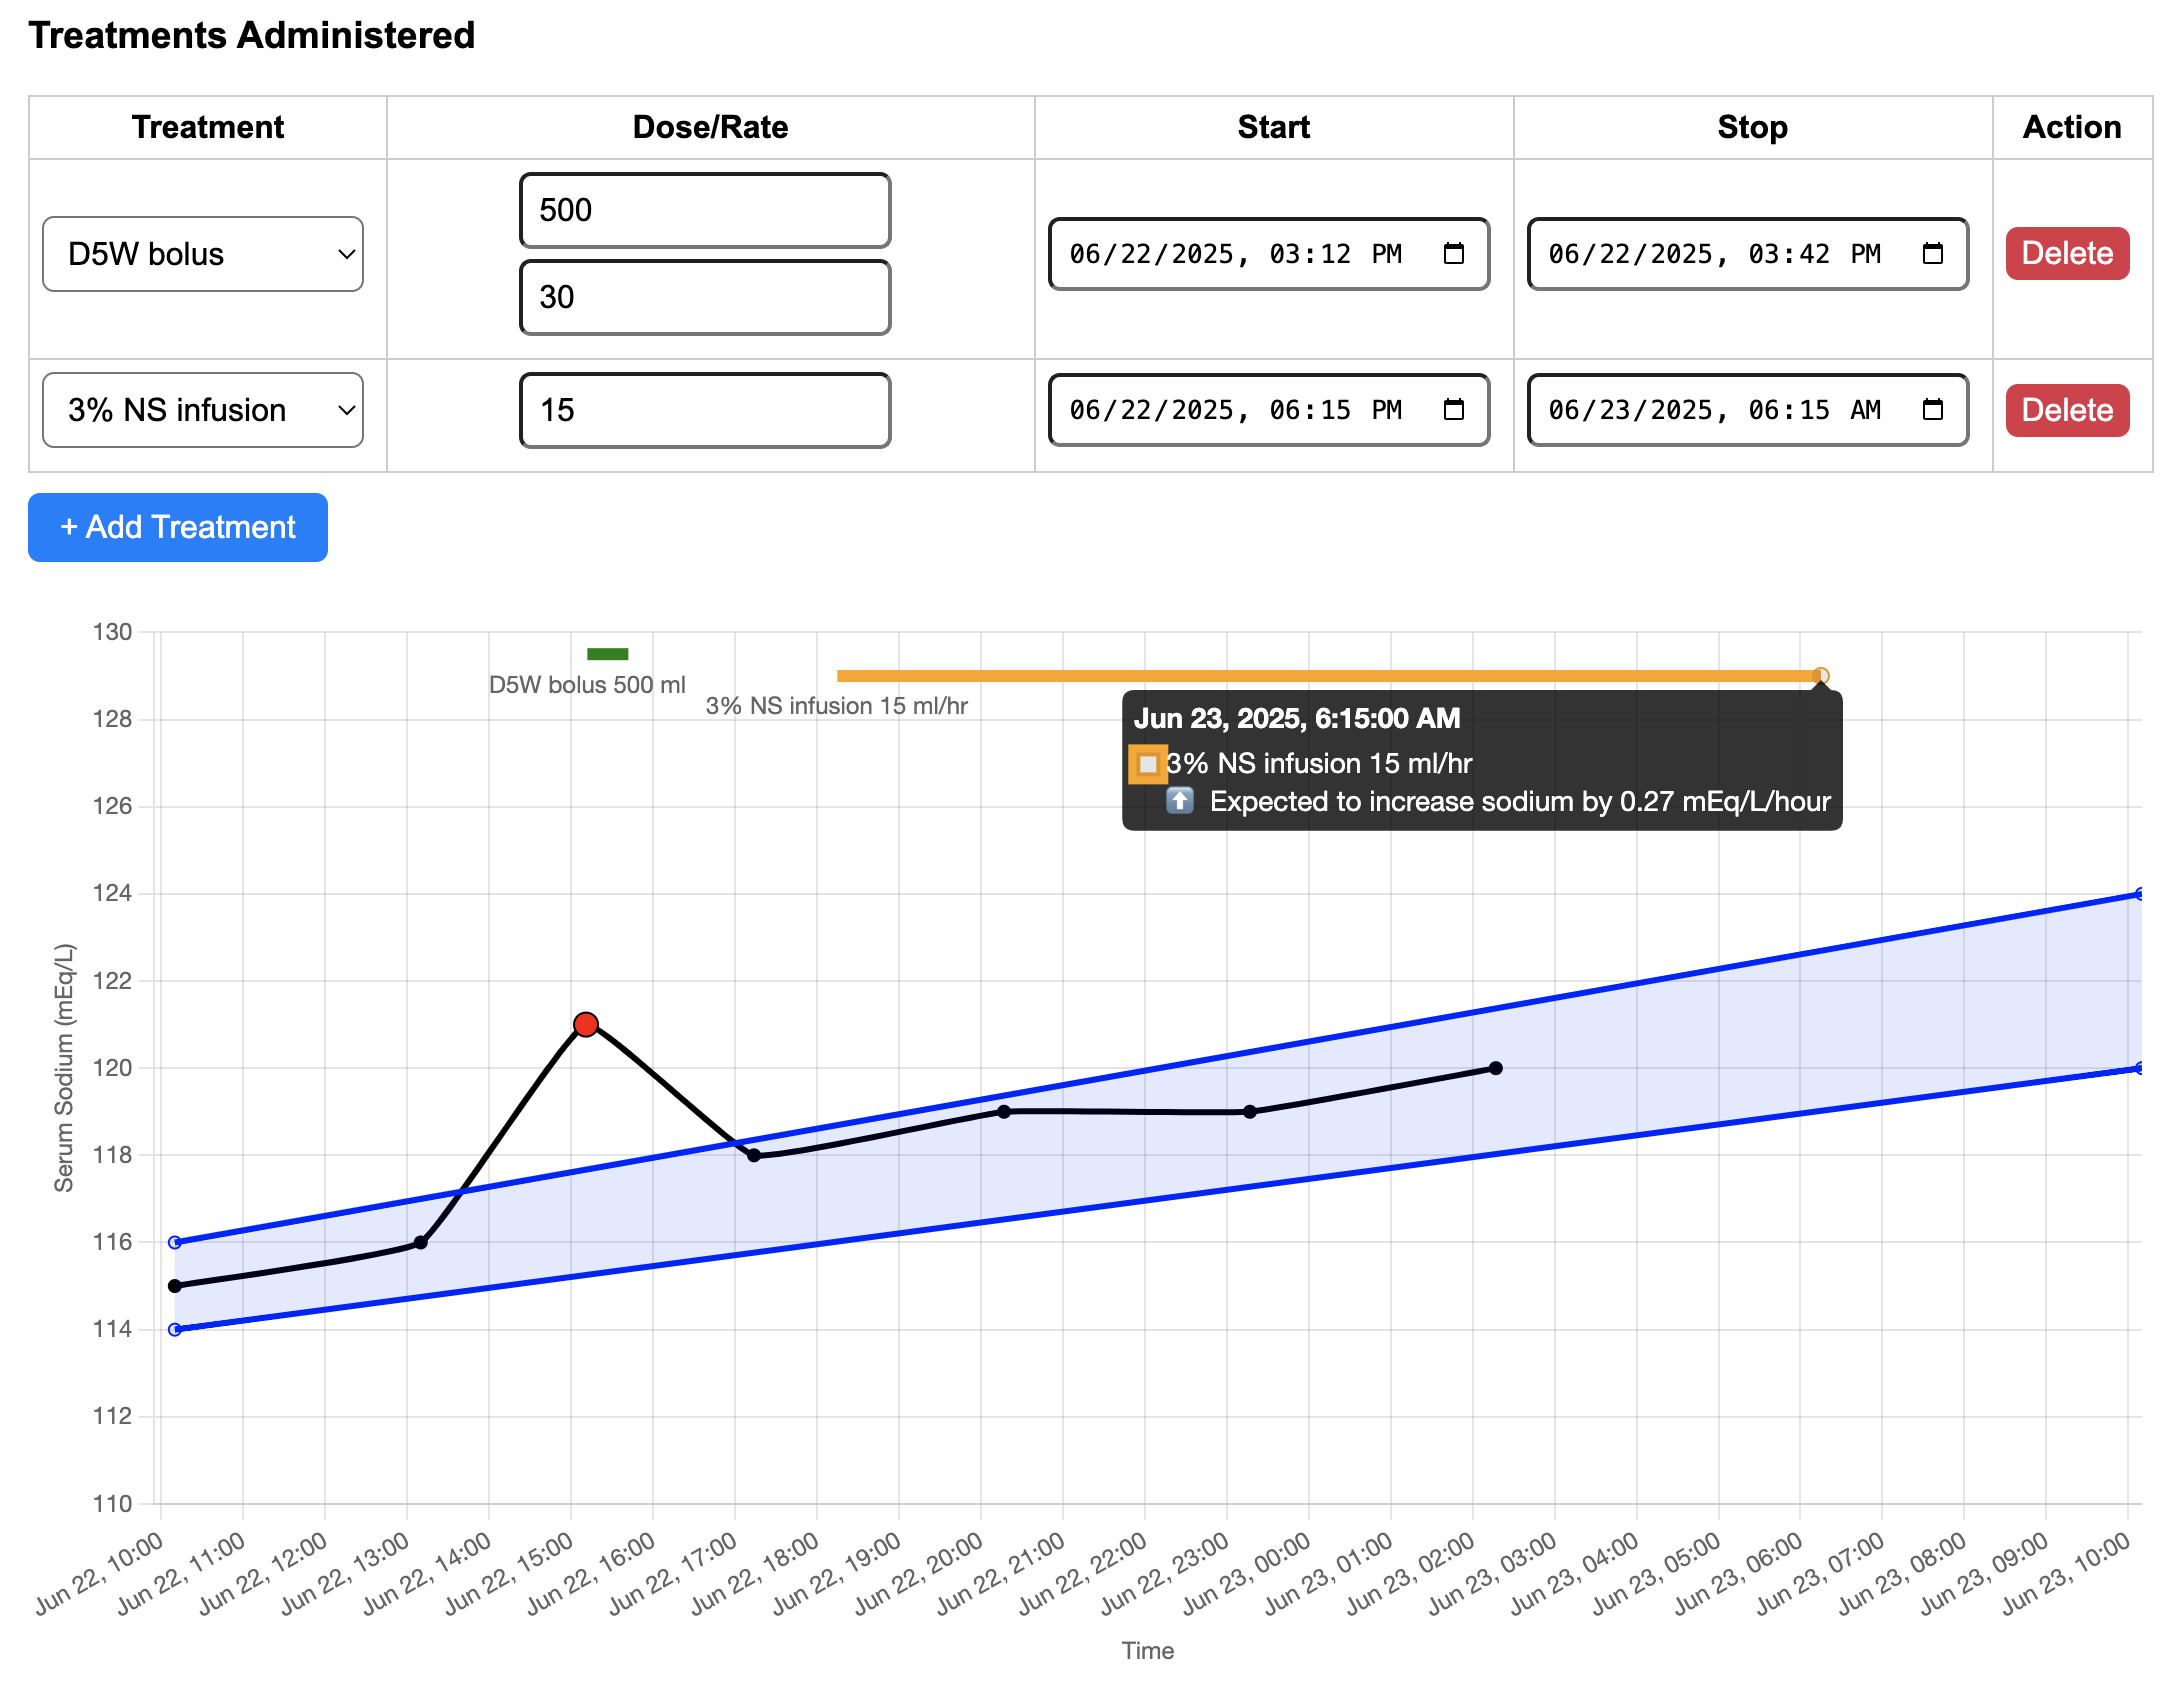 Treatments Administered
Treatment Dose/Rate Start Stop Action
D5W bolus 500 30 06/22/2025, 03:12 PM 06/22/2025, 03:42 PM Delete
3% NS infusion 15 06/22/2025, 06:15 PM 06/23/2025, 06:15 AM Delete
+ Add Treatment
130
D5W bolus 500 ml
3% NS infusion 15 ml/hr
128
Jun 23, 2025, 6:15:00 AM
3% NS infusion 15 ml/hr
⬆️ Expected to increase sodium by 0.27 mEq/L/hour
126
124
122
120
118
116
114
112
110
Serum Sodium (mEq/L)
Jun 22, 10:00
Jun 22, 11:00
Jun 22, 12:00
Jun 22, 13:00
Jun 22, 14:00
Jun 22, 15:00
Jun 22, 16:00
Jun 22, 17:00
Jun 22, 18:00
Jun 22, 19:00
Jun 22, 20:00
Jun 22, 21:00
Jun 22, 22:00
Jun 22, 23:00
Jun 23, 00:00
Jun 23, 01:00
Jun 23, 02:00
Jun 23, 03:00
Jun 23, 04:00
Jun 23, 05:00
Jun 23, 06:00
Jun 23, 07:00
Jun 23, 08:00
Jun 23, 09:00
Jun 23, 10:00
Time